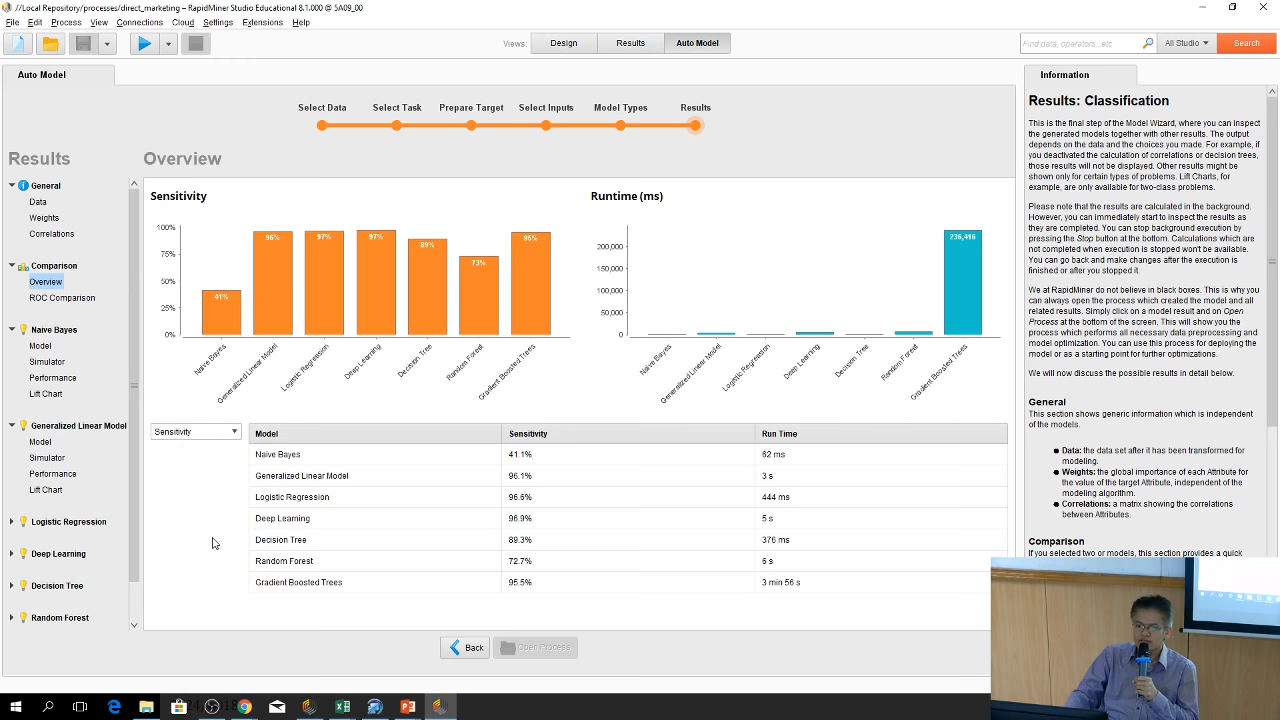 //Local Repository/processes/direct_marketing – RapidMiner Studio Educational 8.1.000 @ 5A09_00
File Edit Process View Connections Cloud Settings Extensions Help
Views: Design Results Auto Model
Find data, operators...etc All Studio Search
Auto Model
Select Data Select Task Prepare Target Select Inputs Model Types Results
Results
General
Data
Weights
Correlations
Comparison
Overview
ROC Comparison
Naive Bayes
Model
Simulator
Performance
Lift Chart
Generalized Linear Model
Model
Simulator
Performance
Lift Chart
Logistic Regression
Deep Learning
Decision Tree
Random Forest
Overview
Sensitivity
100%
75%
50%
25%
0%
41% 96% 97% 97% 89% 73% 95%
Naive Bayes
Generalized Linear Model
Logistic Regression
Deep Learning
Decision Tree
Random Forest
Gradient Boosted Trees
Runtime (ms)
200,000
150,000
100,000
50,000
0
236,416
Naive Bayes
Generalized Linear Model
Logistic Regression
Deep Learning
Decision Tree
Random Forest
Gradient Boosted Trees
Sensitivity
Model Sensitivity Run Time
Naive Bayes 41.1% 62 ms
Generalized Linear Model 96.1% 3 s
Logistic Regression 96.6% 444 ms
Deep Learning 96.9% 5 s
Decision Tree 89.3% 376 ms
Random Forest 72.7% 6 s
Gradient Boosted Trees 95.5% 3 min 56 s
Back Open Process
Information
Results: Classification
This is the final step of the Model Wizard, where you can inspect
the generated models together with other results. The output
depends on the data and the choices you made. For example, if
you deactivated the calculation of correlations or decision trees,
those results will not be displayed. Other results might be
shown only for certain types of problems. Lift Charts, for
example, are only available for two-class problems.
Please note that the results are calculated in the background.
However, you can immediately start to inspect the results as
they are completed. You can stop background execution by
pressing the Stop button at the bottom. Calculations which are
not completed when execution is stopped won't be available.
You can go back and make changes after the execution is
finished or after you stopped it.
We at RapidMiner do not believe in black boxes. This is why you
can always open the process which created the model and all
related results. Simply click on a model result and on Open
Process at the bottom of the screen. This will show you the
process which performs all necessary data preprocessing and
model optimization. You can use this process for deploying the
model or as a starting point for further optimizations.
We will now discuss the possible results in detail below.
General
This section shows generic information which is independent
of the models.
Data: the data set after it has been transformed for
modeling.
Weights: the global importance of each Attribute for
the value of the target Attribute, independent of the
modeling algorithm.
Correlations: a matrix showing the correlations
between Attributes.
Comparison
If you selected two or models, this section provides a quick